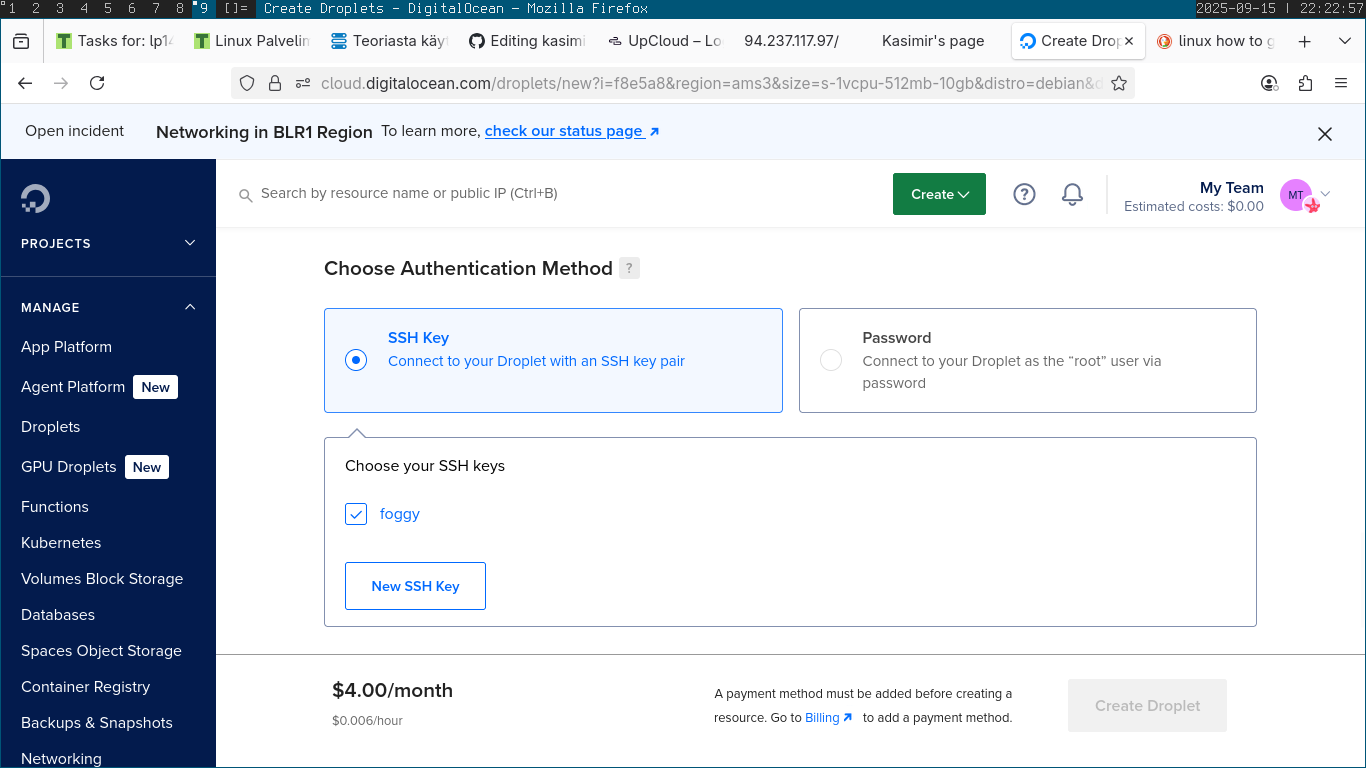 1 2 3 4 5 6 7 8 9 []= Create Droplets - DigitalOcean — Mozilla Firefox 2025-09-15 | 22:22:57
Tasks for: lp14 Linux Palvelin Teoriasta käyt Editing kasimi UpCloud – Lo 94.237.117.97/ Kasimir's page Create Drop linux how to g
cloud.digitalocean.com/droplets/new?i=f8e5a8&region=ams3&size=s-1vcpu-512mb-10gb&distro=debian&d
Open incident Networking in BLR1 Region To learn more, check our status page
Search by resource name or public IP (Ctrl+B)
Create
?
My Team
Estimated costs: $0.00
MT
PROJECTS
MANAGE
App Platform
Agent Platform New
Droplets
GPU Droplets New
Functions
Kubernetes
Volumes Block Storage
Databases
Spaces Object Storage
Container Registry
Backups & Snapshots
Networking
Choose Authentication Method ?
SSH Key
Connect to your Droplet with an SSH key pair
Password
Connect to your Droplet as the “root” user via
password
Choose your SSH keys
foggy
New SSH Key
$4.00/month
$0.006/hour
A payment method must be added before creating a
resource. Go to Billing to add a payment method.
Create Droplet